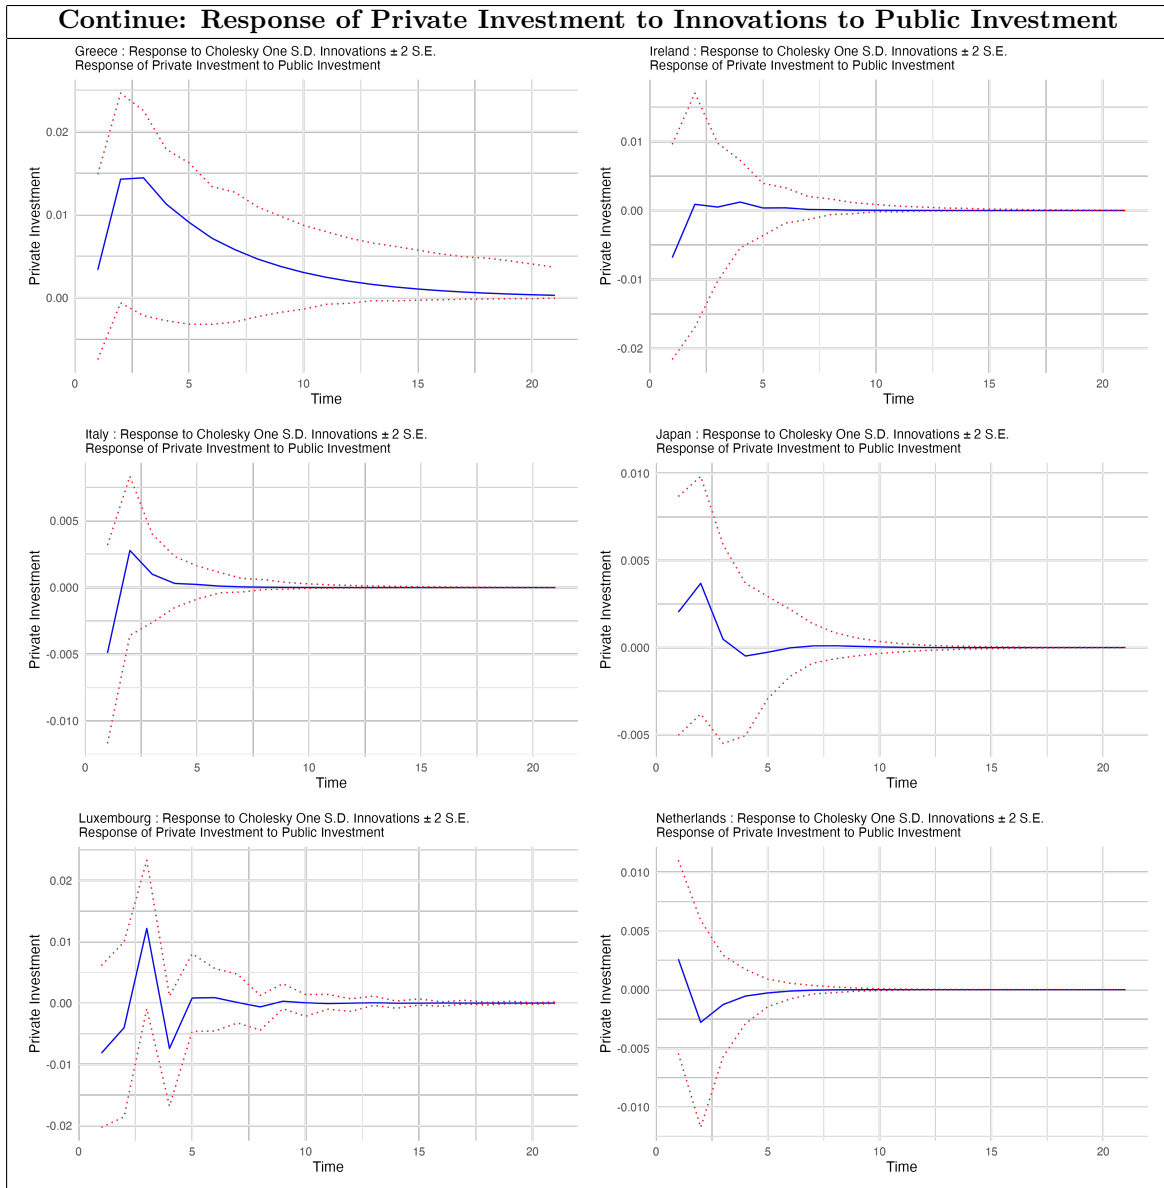 Continue: Response of Private Investment to Innovations to Public Investment
Greece : Response to Cholesky One S.D. Innovations ± 2 S.E.
Response of Private Investment to Public Investment
Private Investment
0.02
0.01
0.00
0 5 10 15 20
Time
Ireland : Response to Cholesky One S.D. Innovations ± 2 S.E.
Response of Private Investment to Public Investment
Private Investment
0.01
0.00
-0.01
-0.02
0 5 10 15 20
Time
Italy : Response to Cholesky One S.D. Innovations ± 2 S.E.
Response of Private Investment to Public Investment
Private Investment
0.005
0.000
-0.005
-0.010
0 5 10 15 20
Time
Japan : Response to Cholesky One S.D. Innovations ± 2 S.E.
Response of Private Investment to Public Investment
Private Investment
0.010
0.005
0.000
-0.005
0 5 10 15 20
Time
Luxembourg : Response to Cholesky One S.D. Innovations ± 2 S.E.
Response of Private Investment to Public Investment
Private Investment
0.02
0.01
0.00
-0.01
-0.02
0 5 10 15 20
Time
Netherlands : Response to Cholesky One S.D. Innovations ± 2 S.E.
Response of Private Investment to Public Investment
Private Investment
0.010
0.005
0.000
-0.005
-0.010
0 5 10 15 20
Time